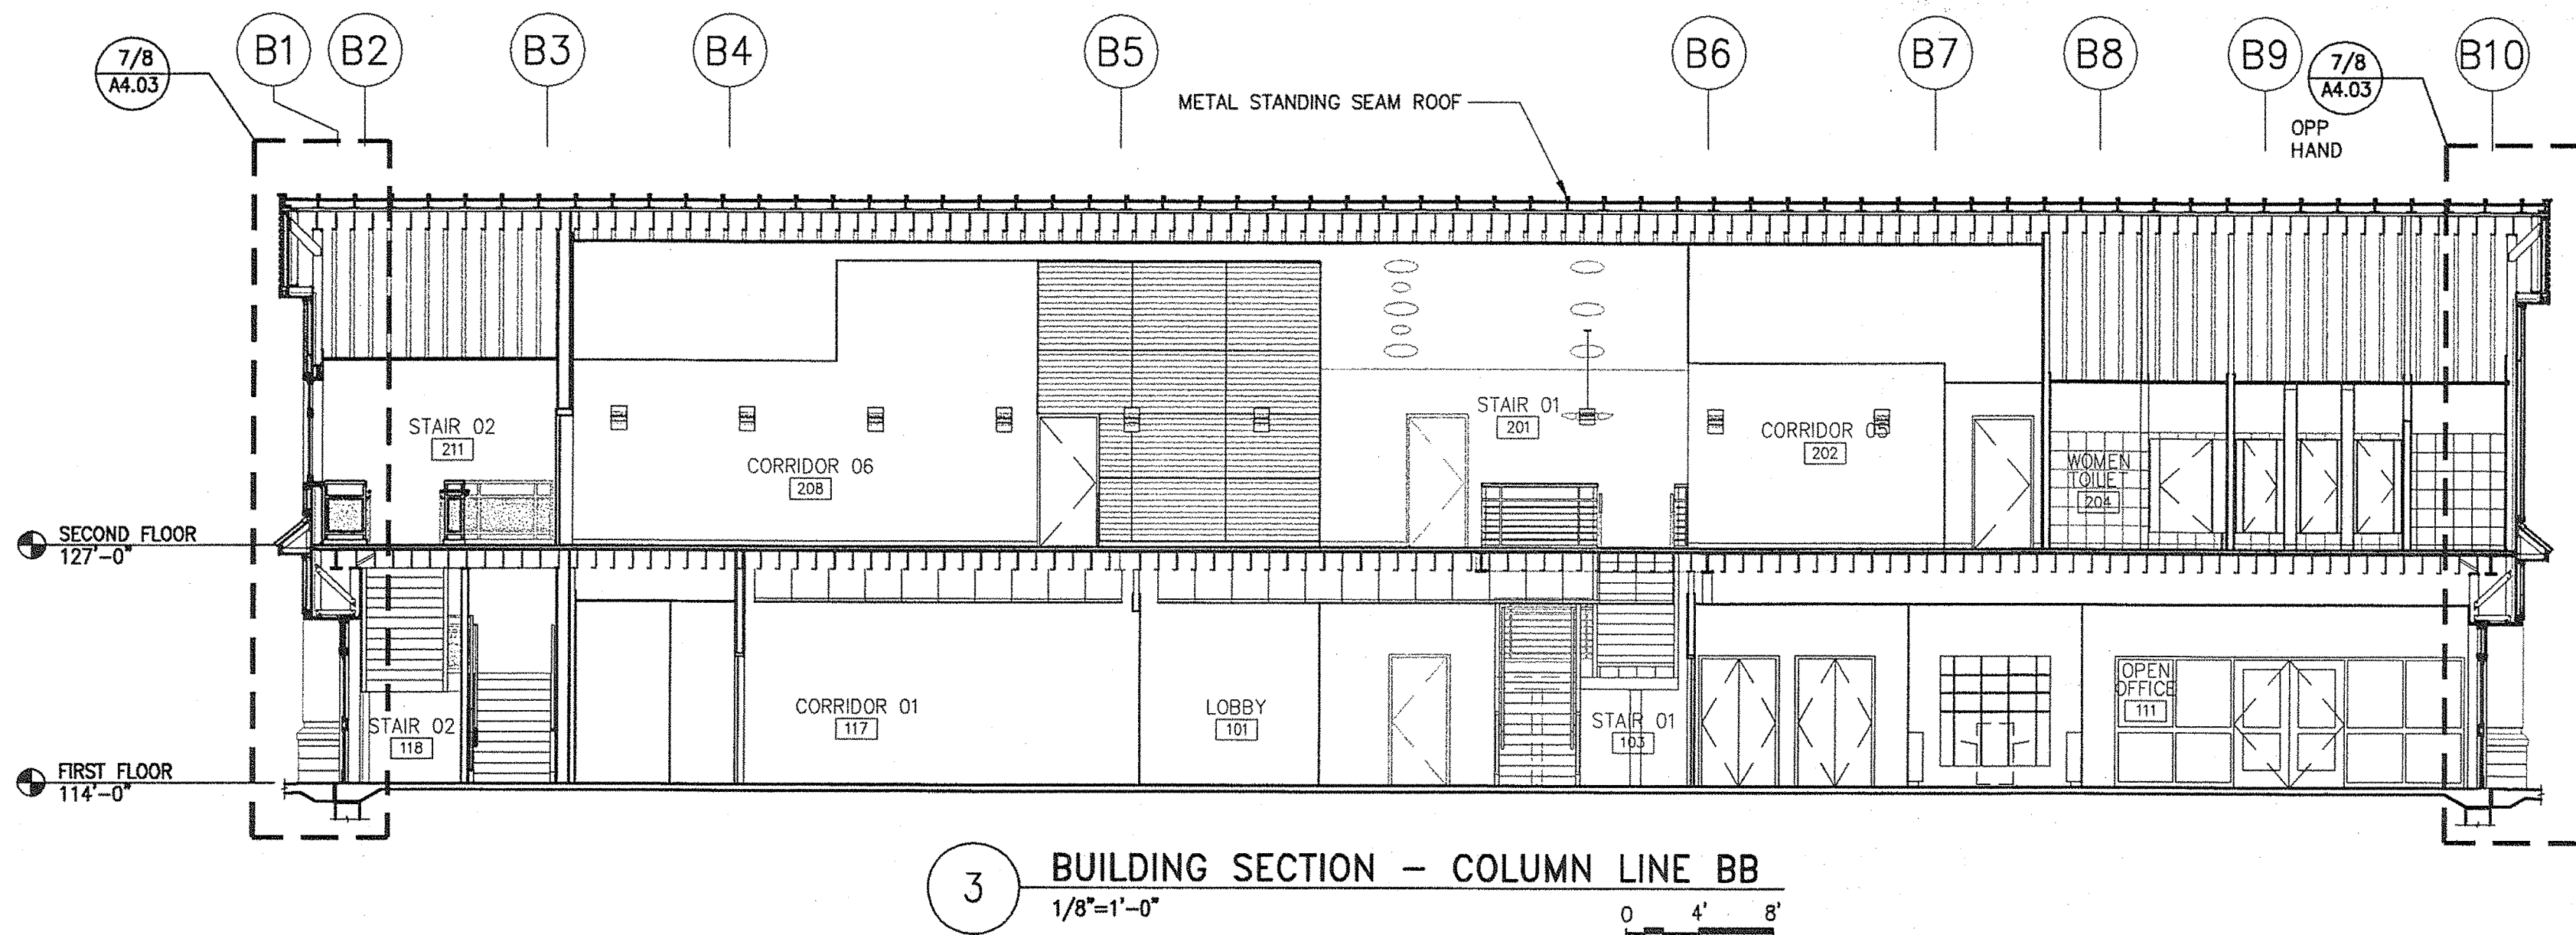 B1
B2
B3
B4
B5
B6
B7
B8
B9
B10
7/8
A4.03
7/8
A4.03
OPP
HAND
METAL STANDING SEAM ROOF
STAIR 02
211
CORRIDOR 06
208
STAIR 01
201
CORRIDOR 05
202
WOMEN
TOILET
204
SECOND FLOOR
127'-0"
STAIR 02
118
CORRIDOR 01
117
LOBBY
101
STAIR 01
103
OPEN
OFFICE
111
FIRST FLOOR
114'-0"
3
BUILDING SECTION - COLUMN LINE BB
1/8"=1'-0"
0 4' 8'